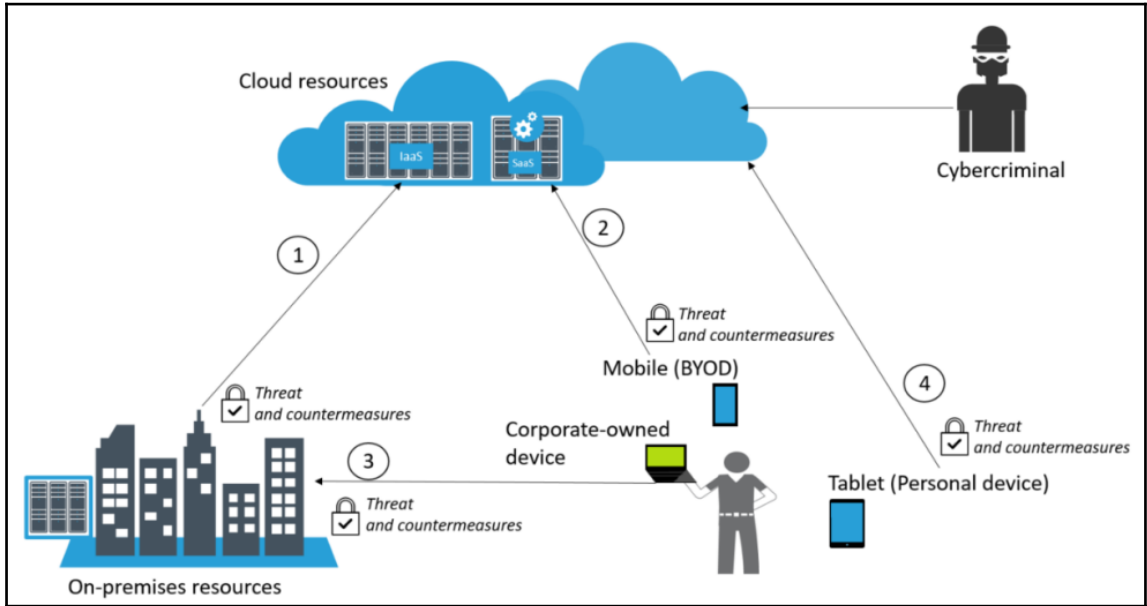 Cloud resources
IaaS
SaaS
Cybercriminal
1
2
Threat
and countermeasures
Mobile (BYOD)
4
Threat
and countermeasures
Threat
and countermeasures
Corporate-owned
device
3
Tablet (Personal device)
Threat
and countermeasures
On-premises resources